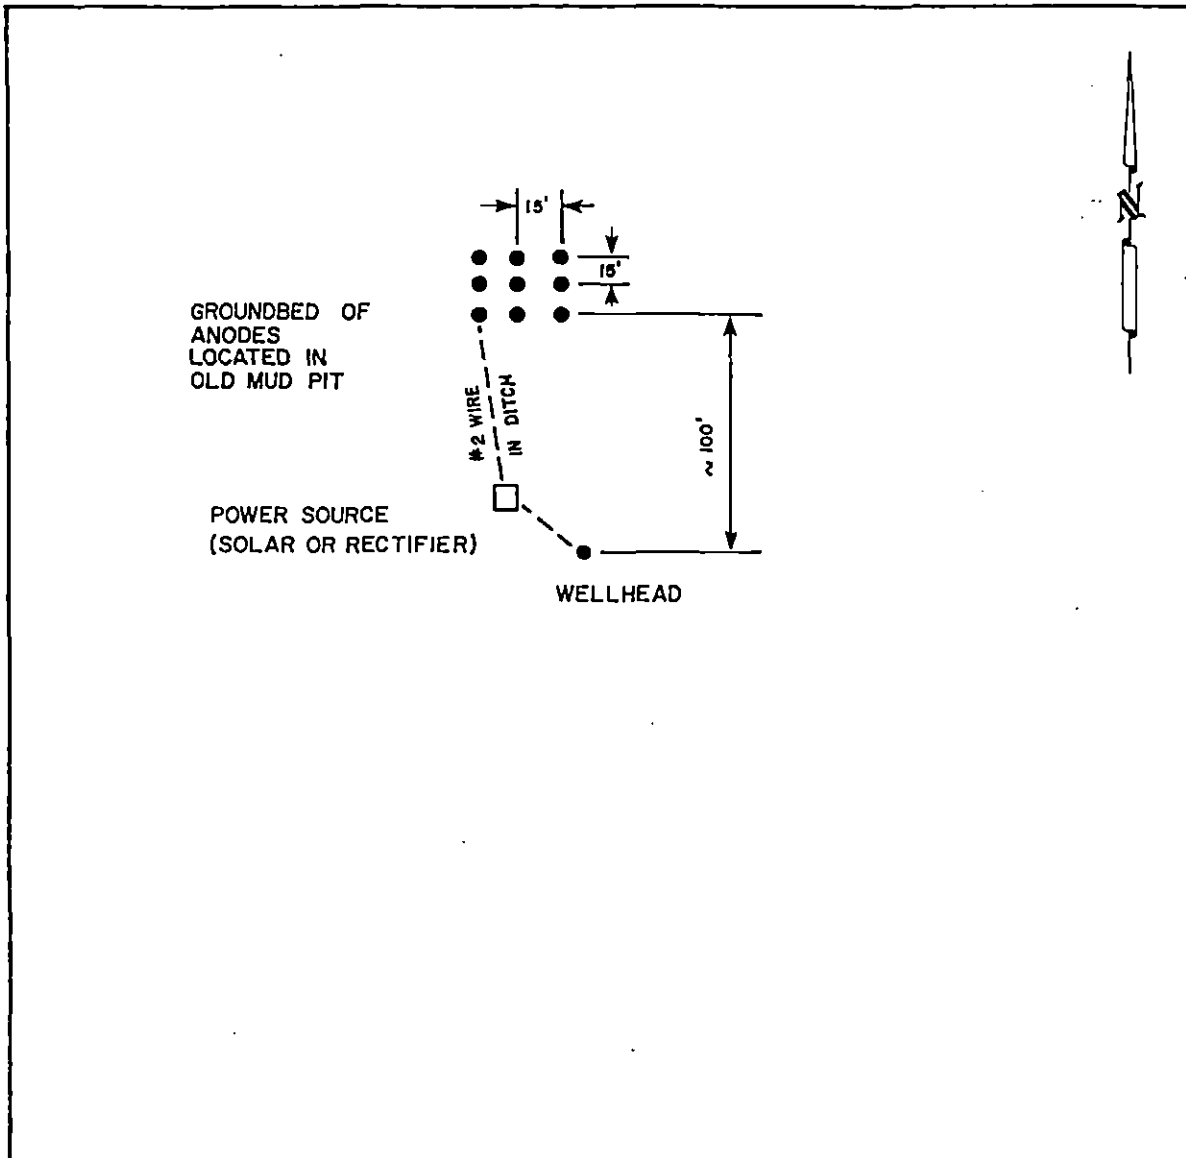 15'
15'
N
GROUNDBED OF
ANODES
LOCATED IN
OLD MUD PIT
#2 WIRE
IN DITCH
~ 100'
POWER SOURCE
(SOLAR OR RECTIFIER)
WELLHEAD